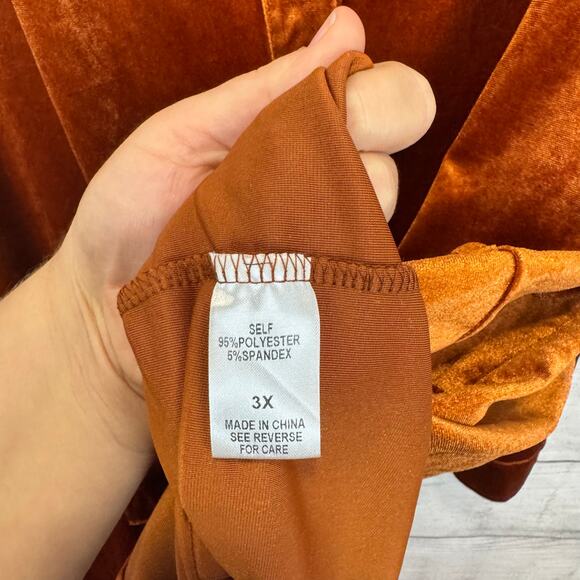 SELF
95%POLYESTER
5%SPANDEX
3X
MADE IN CHINA
SEE REVERSE
FOR CARE